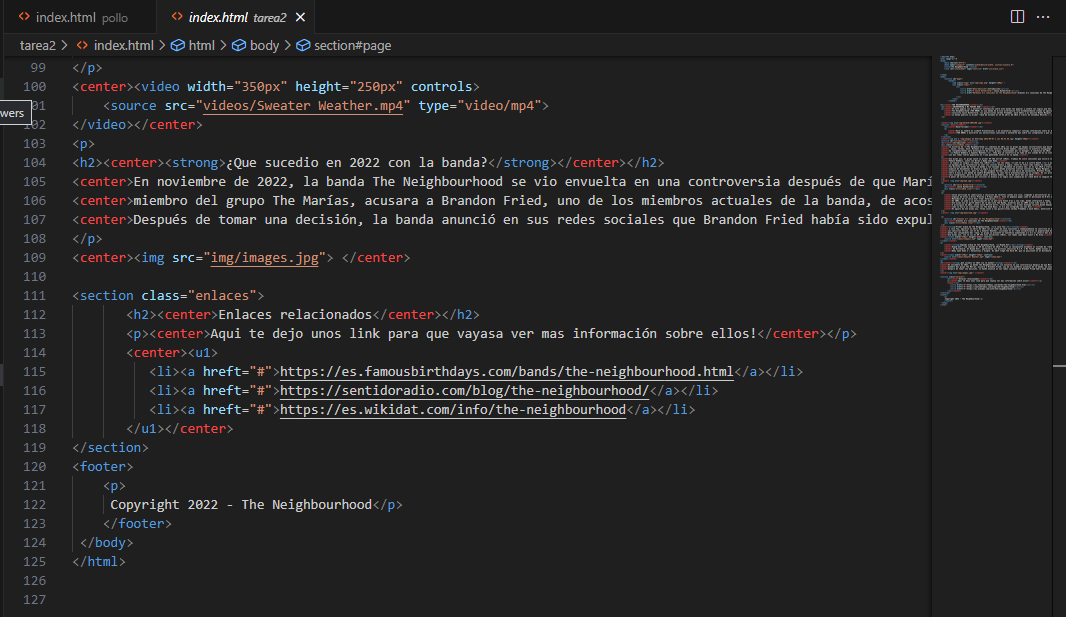 index.html pollo
index.html tarea2
tarea2 > index.html > html > body > section#page
99 </p>
100 <center><video width="350px" height="250px" controls>
101 <source src="videos/Sweater Weather.mp4" type="video/mp4">
wers
102 </video></center>
103 <p>
104 <h2><center><strong>¿Que sucedio en 2022 con la banda?</strong></center></h2>
105 <center>En noviembre de 2022, la banda The Neighbourhood se vio envuelta en una controversia después de que Marí
106 <center>miembro del grupo The Marías, acusara a Brandon Fried, uno de los miembros actuales de la banda, de acos
107 <center>Después de tomar una decisión, la banda anunció en sus redes sociales que Brandon Fried había sido expul
108 </p>
109 <center><img src="img/images.jpg"> </center>
110
111 <section class="enlaces">
112 <h2><center>Enlaces relacionados</center></h2>
113 <p><center>Aqui te dejo unos link para que vayasa ver mas información sobre ellos!</center></p>
114 <center><u1>
115 <li><a href="#">https://es.famousbirthdays.com/bands/the-neighbourhood.html</a></li>
116 <li><a href="#">https://sentidoradio.com/blog/the-neighbourhood/</a></li>
117 <li><a href="#">https://es.wikidat.com/info/the-neighbourhood</a></li>
118 </u1></center>
119 </section>
120 <footer>
121 <p>
122 Copyright 2022 - The Neighbourhood</p>
123 </footer>
124 </body>
125 </html>
126
127